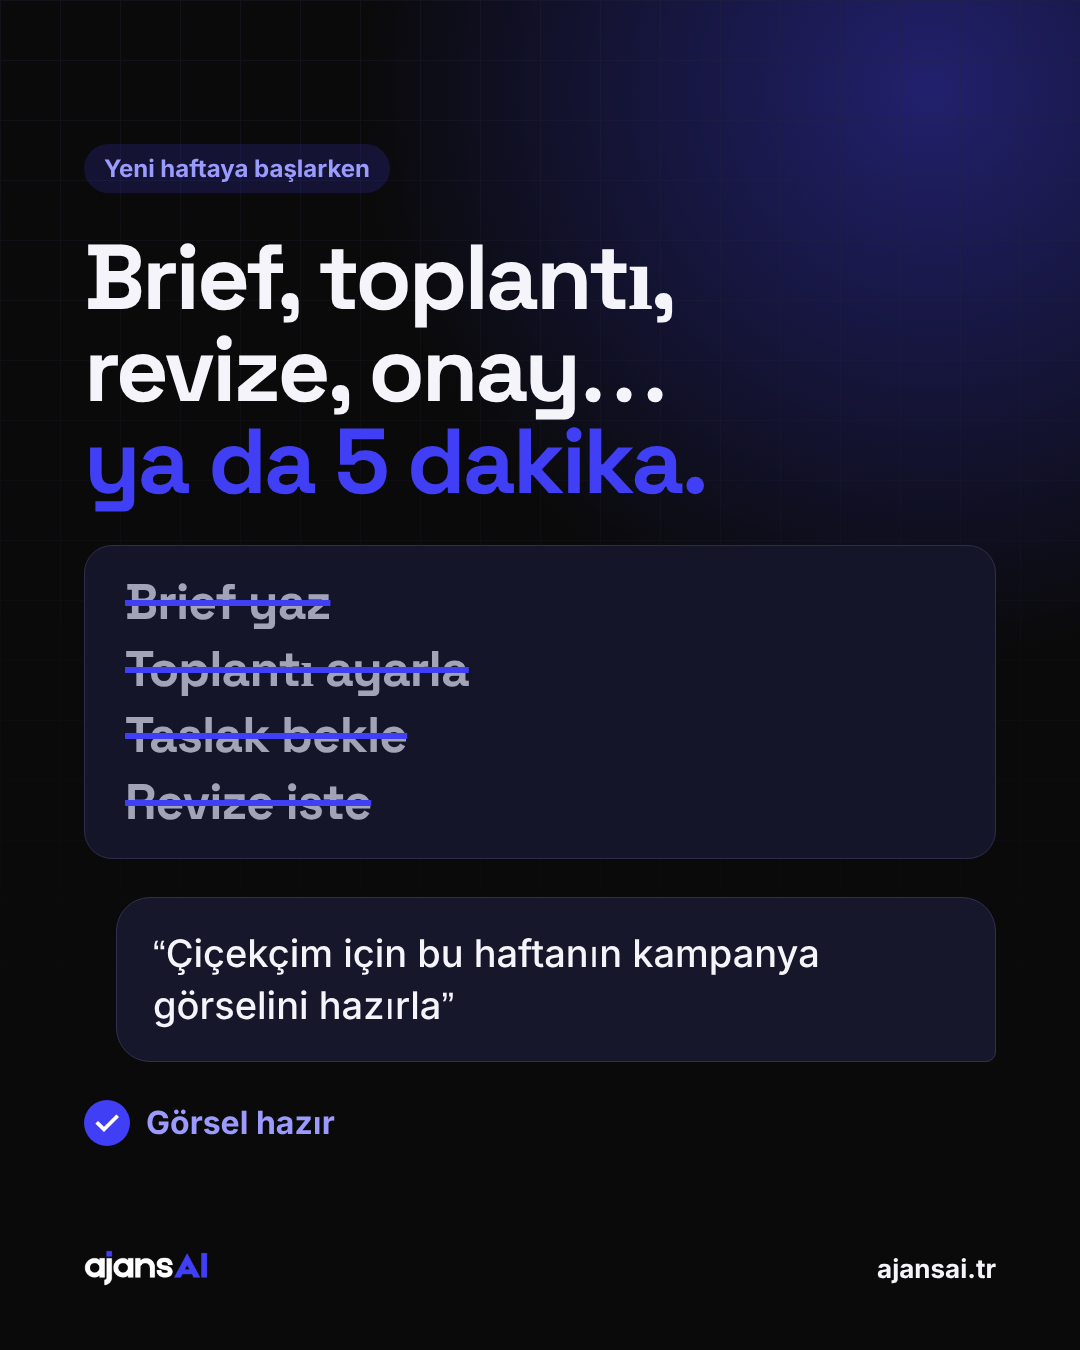 Yeni haftaya başlarken
Brief, toplantı,
revize, onay…
ya da 5 dakika.
Brief yaz
Toplantı ayarla
Taslak bekle
Revize iste
“Çiçekçim için bu haftanın kampanya
görselini hazırla”
Görsel hazır
ajansAI
ajansai.tr